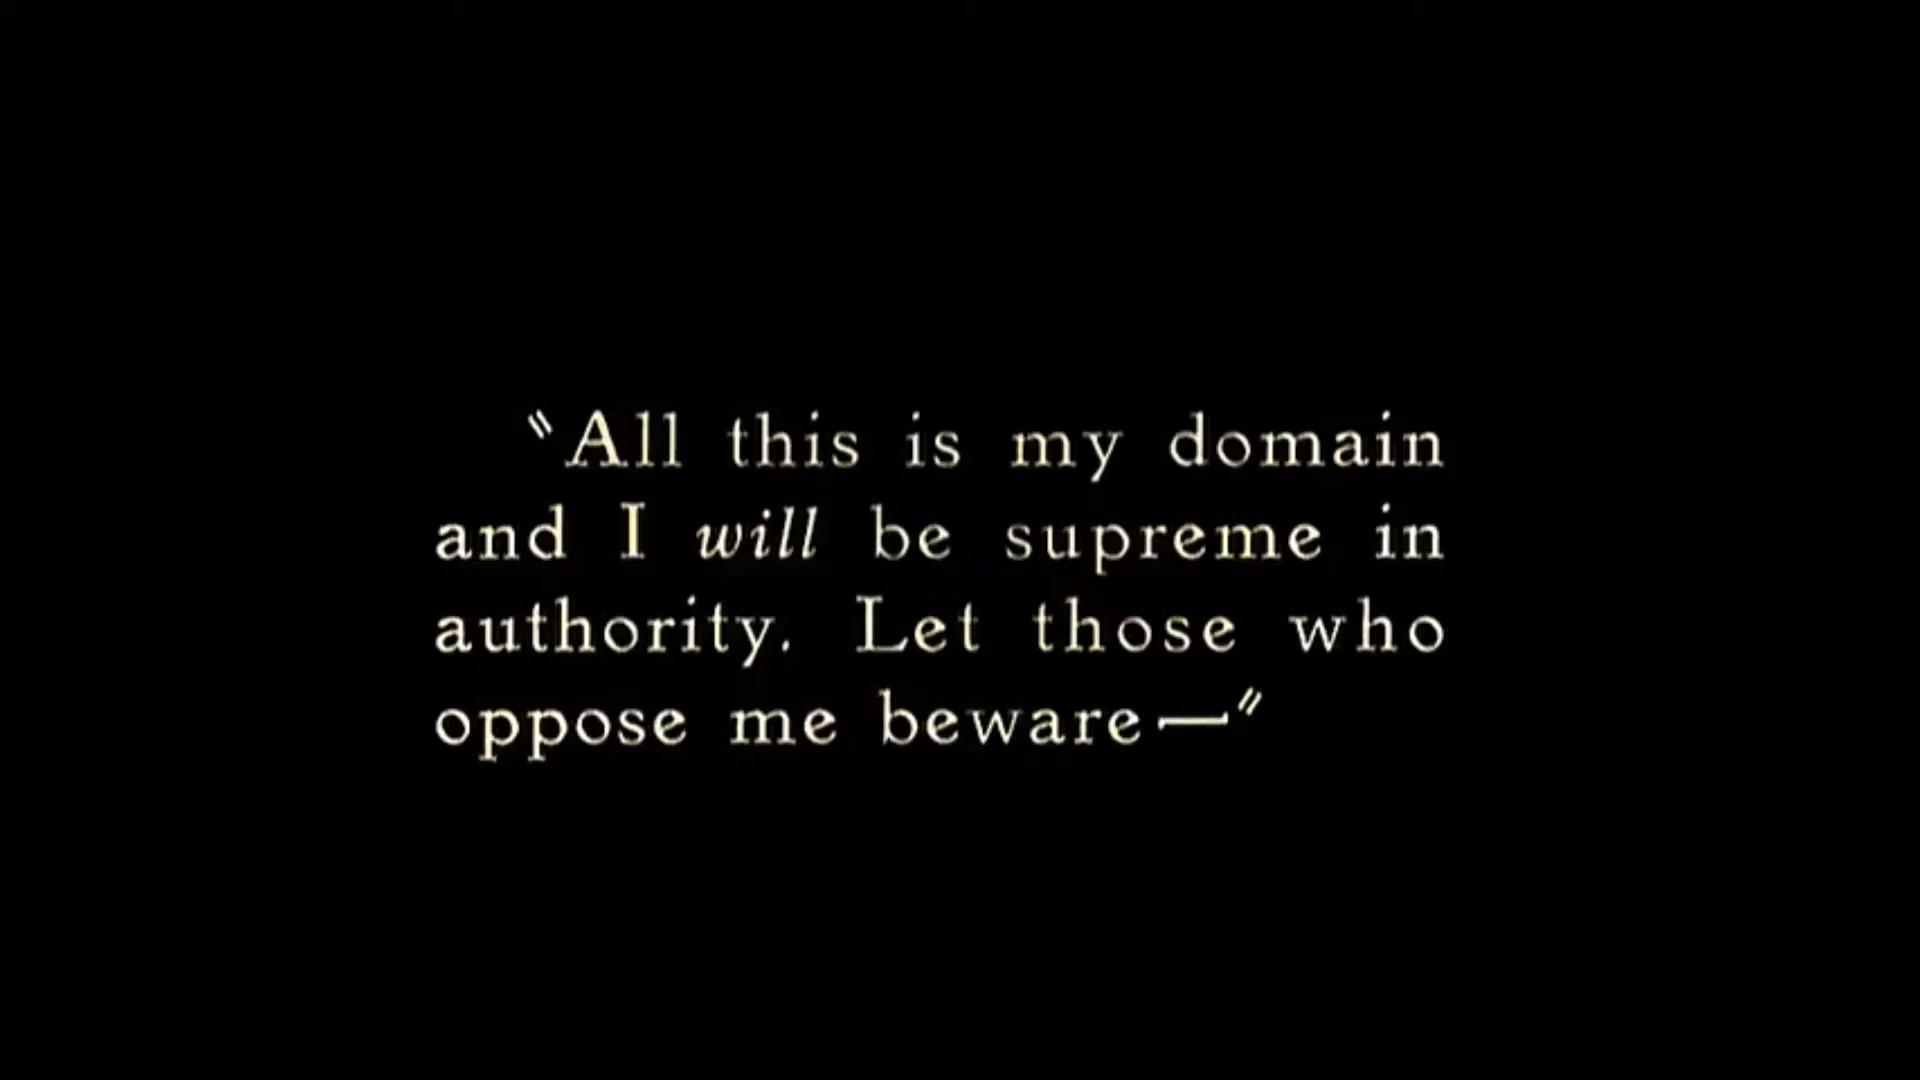 "All this is my domain
and I will be supreme in
authority. Let those who
oppose me beware—"